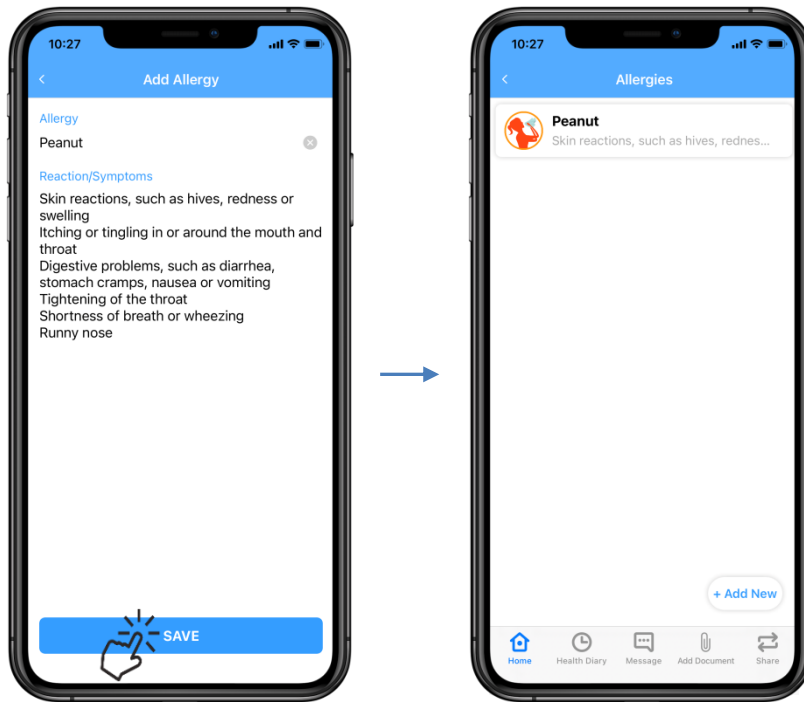 10:27
Add Allergy
Allergy
Peanut
Reaction/Symptoms
Skin reactions, such as hives, redness or
swelling
Itching or tingling in or around the mouth and
throat
Digestive problems, such as diarrhea,
stomach cramps, nausea or vomiting
Tightening of the throat
Shortness of breath or wheezing
Runny nose
SAVE
10:27
Allergies
Peanut
Skin reactions, such as hives, rednes...
+ Add New
Home Health Diary Message Add Document Share